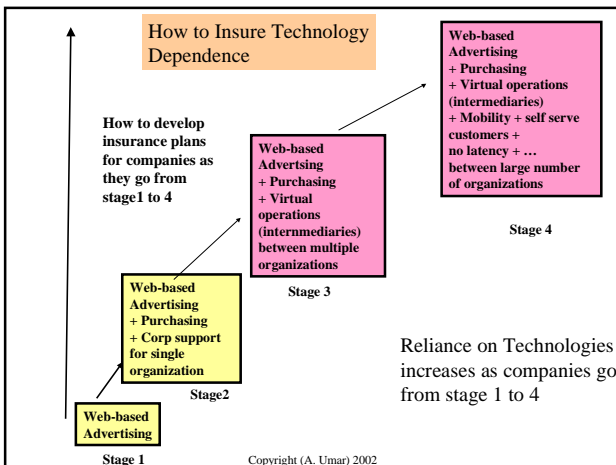 How to Insure Technology
Dependence
How to develop
insurance plans
for companies as
they go from
stage1 to 4
Web-based
Advertising
+ Purchasing
+ Virtual operations
(intermediaries)
+ Mobility + self serve
customers +
no latency + …
between large number
of organizations
Stage 4
Web-based
Advertsing
+ Purchasing
+ Virtual
operations
(internmediaries)
between multiple
organizations
Stage 3
Web-based
Advertising
+ Purchasing
+ Corp support
for single
organization
Stage2
Web-based
Advertising
Stage 1
Reliance on Technologies
increases as companies go
from stage 1 to 4
Copyright (A. Umar) 2002